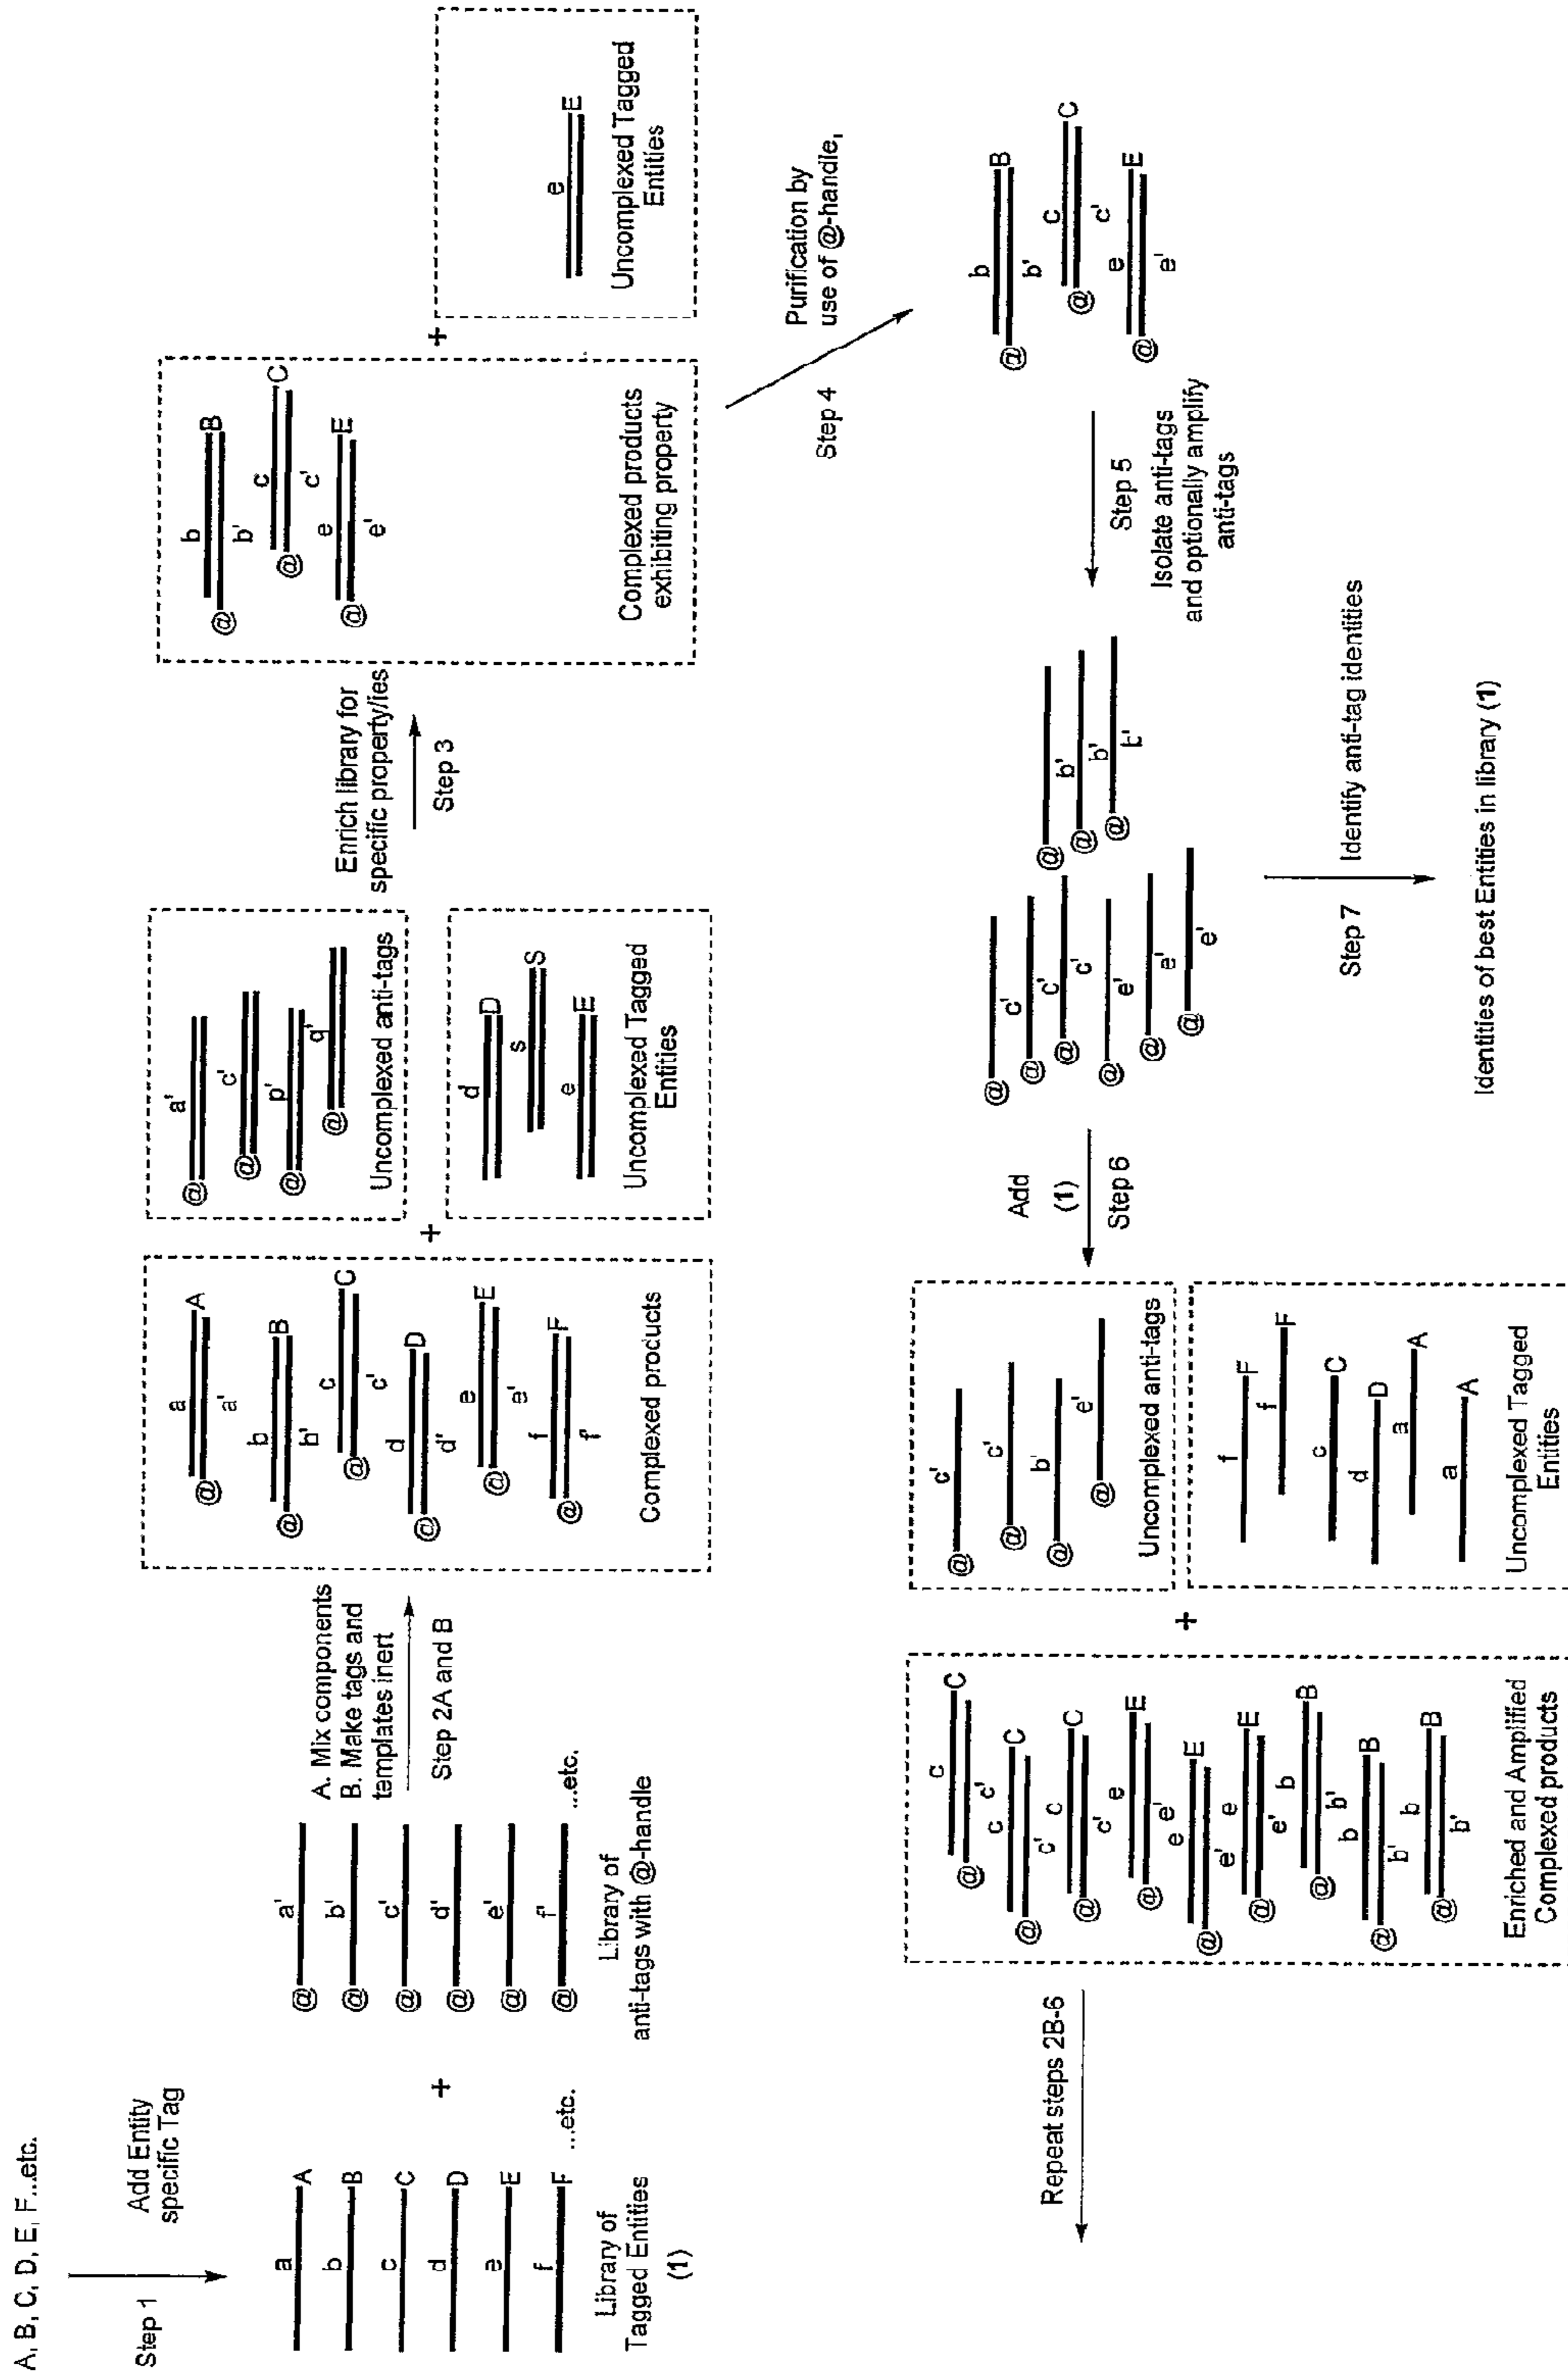 A, B, C, D, E, F...etc.
Step 1
Add Entity
specific Tag
a
A
b
B
c
C
d
D
e
E
f
F
...etc.
Library of
Tagged Entities
(1)
+
@
a'
@
b'
@
c'
@
d'
@
e'
@
f'
...etc.
Library of
anti-tags with @-handle
A. Mix components
B. Make tags and
templates inert
Step 2A and B
a
A
@
a'
b
B
@
b'
c
C
@
c'
d
D
@
d'
e
E
@
e'
f
F
@
f'
Complexed products
+
a'
@
c'
@
p'
@
q'
@
Uncomplexed anti-tags
d
D
s
S
e
E
Uncomplexed Tagged
Entities
Enrich library for
specific property/ies
Step 3
b
B
@
b'
c
C
@
c'
e
E
@
e'
Complexed products
exhibiting property
+
e
E
Uncomplexed Tagged
Entities
Step 4
Purification by
use of @-handle,
b
B
@
b'
c
C
@
c'
e
E
@
e'
Step 5
Isolate anti-tags
and optionally amplify
anti-tags
@
b'
@
b'
@
b'
@
c'
@
c'
@
c'
@
e'
@
e'
@
e'
Step 7
Identify anti-tag identities
Identities of best Entities in library (1)
Add
(1)
Step 6
c'
@
c'
@
b'
@
e'
@
Uncomplexed anti-tags
f
F
f
F
c
C
d
D
a
A
a
A
Uncomplexed Tagged
Entities
+
c
C
@
c'
c
C
@
c'
c
C
@
c'
e
E
@
e'
e
E
@
e'
e
E
@
e'
b
B
@
b'
b
B
@
b'
b
B
@
b'
Enriched and Amplified
Complexed products
Repeat steps 2B-6